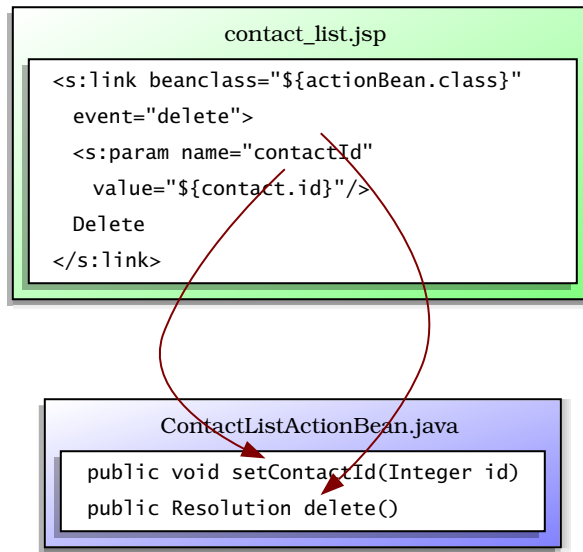 contact_list.jsp
<s:link beanclass="${actionBean.class}"
event="delete">
<s:param name="contactId"
value="${contact.id}"/>
Delete
</s:link>
ContactListActionBean.java
public void setContactId(Integer id)
public Resolution delete()